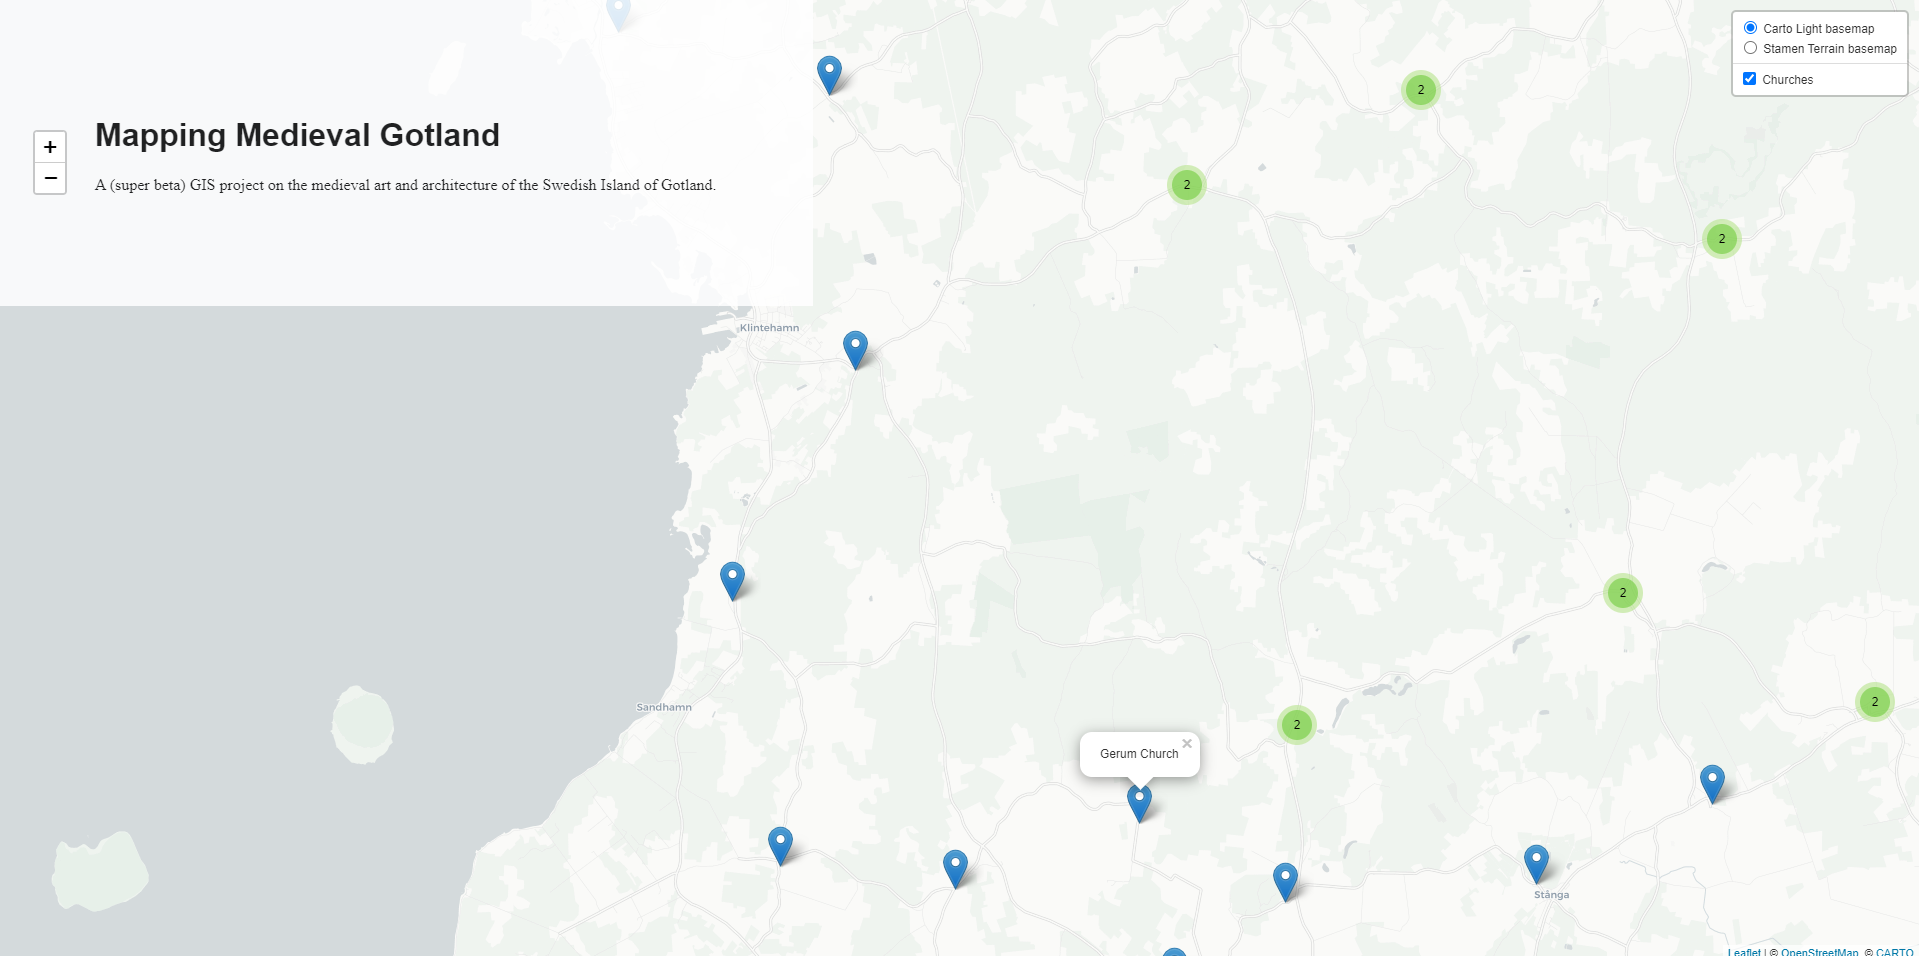 Carto Light basemap
Stamen Terrain basemap
Churches
+
−
Mapping Medieval Gotland
A (super beta) GIS project on the medieval art and architecture of the Swedish Island of Gotland.
2
2
2
Klintehamn
2
Sandhamn
2
2
Gerum Church ×
Stånga
Leaflet | © OpenStreetMap, © CARTO